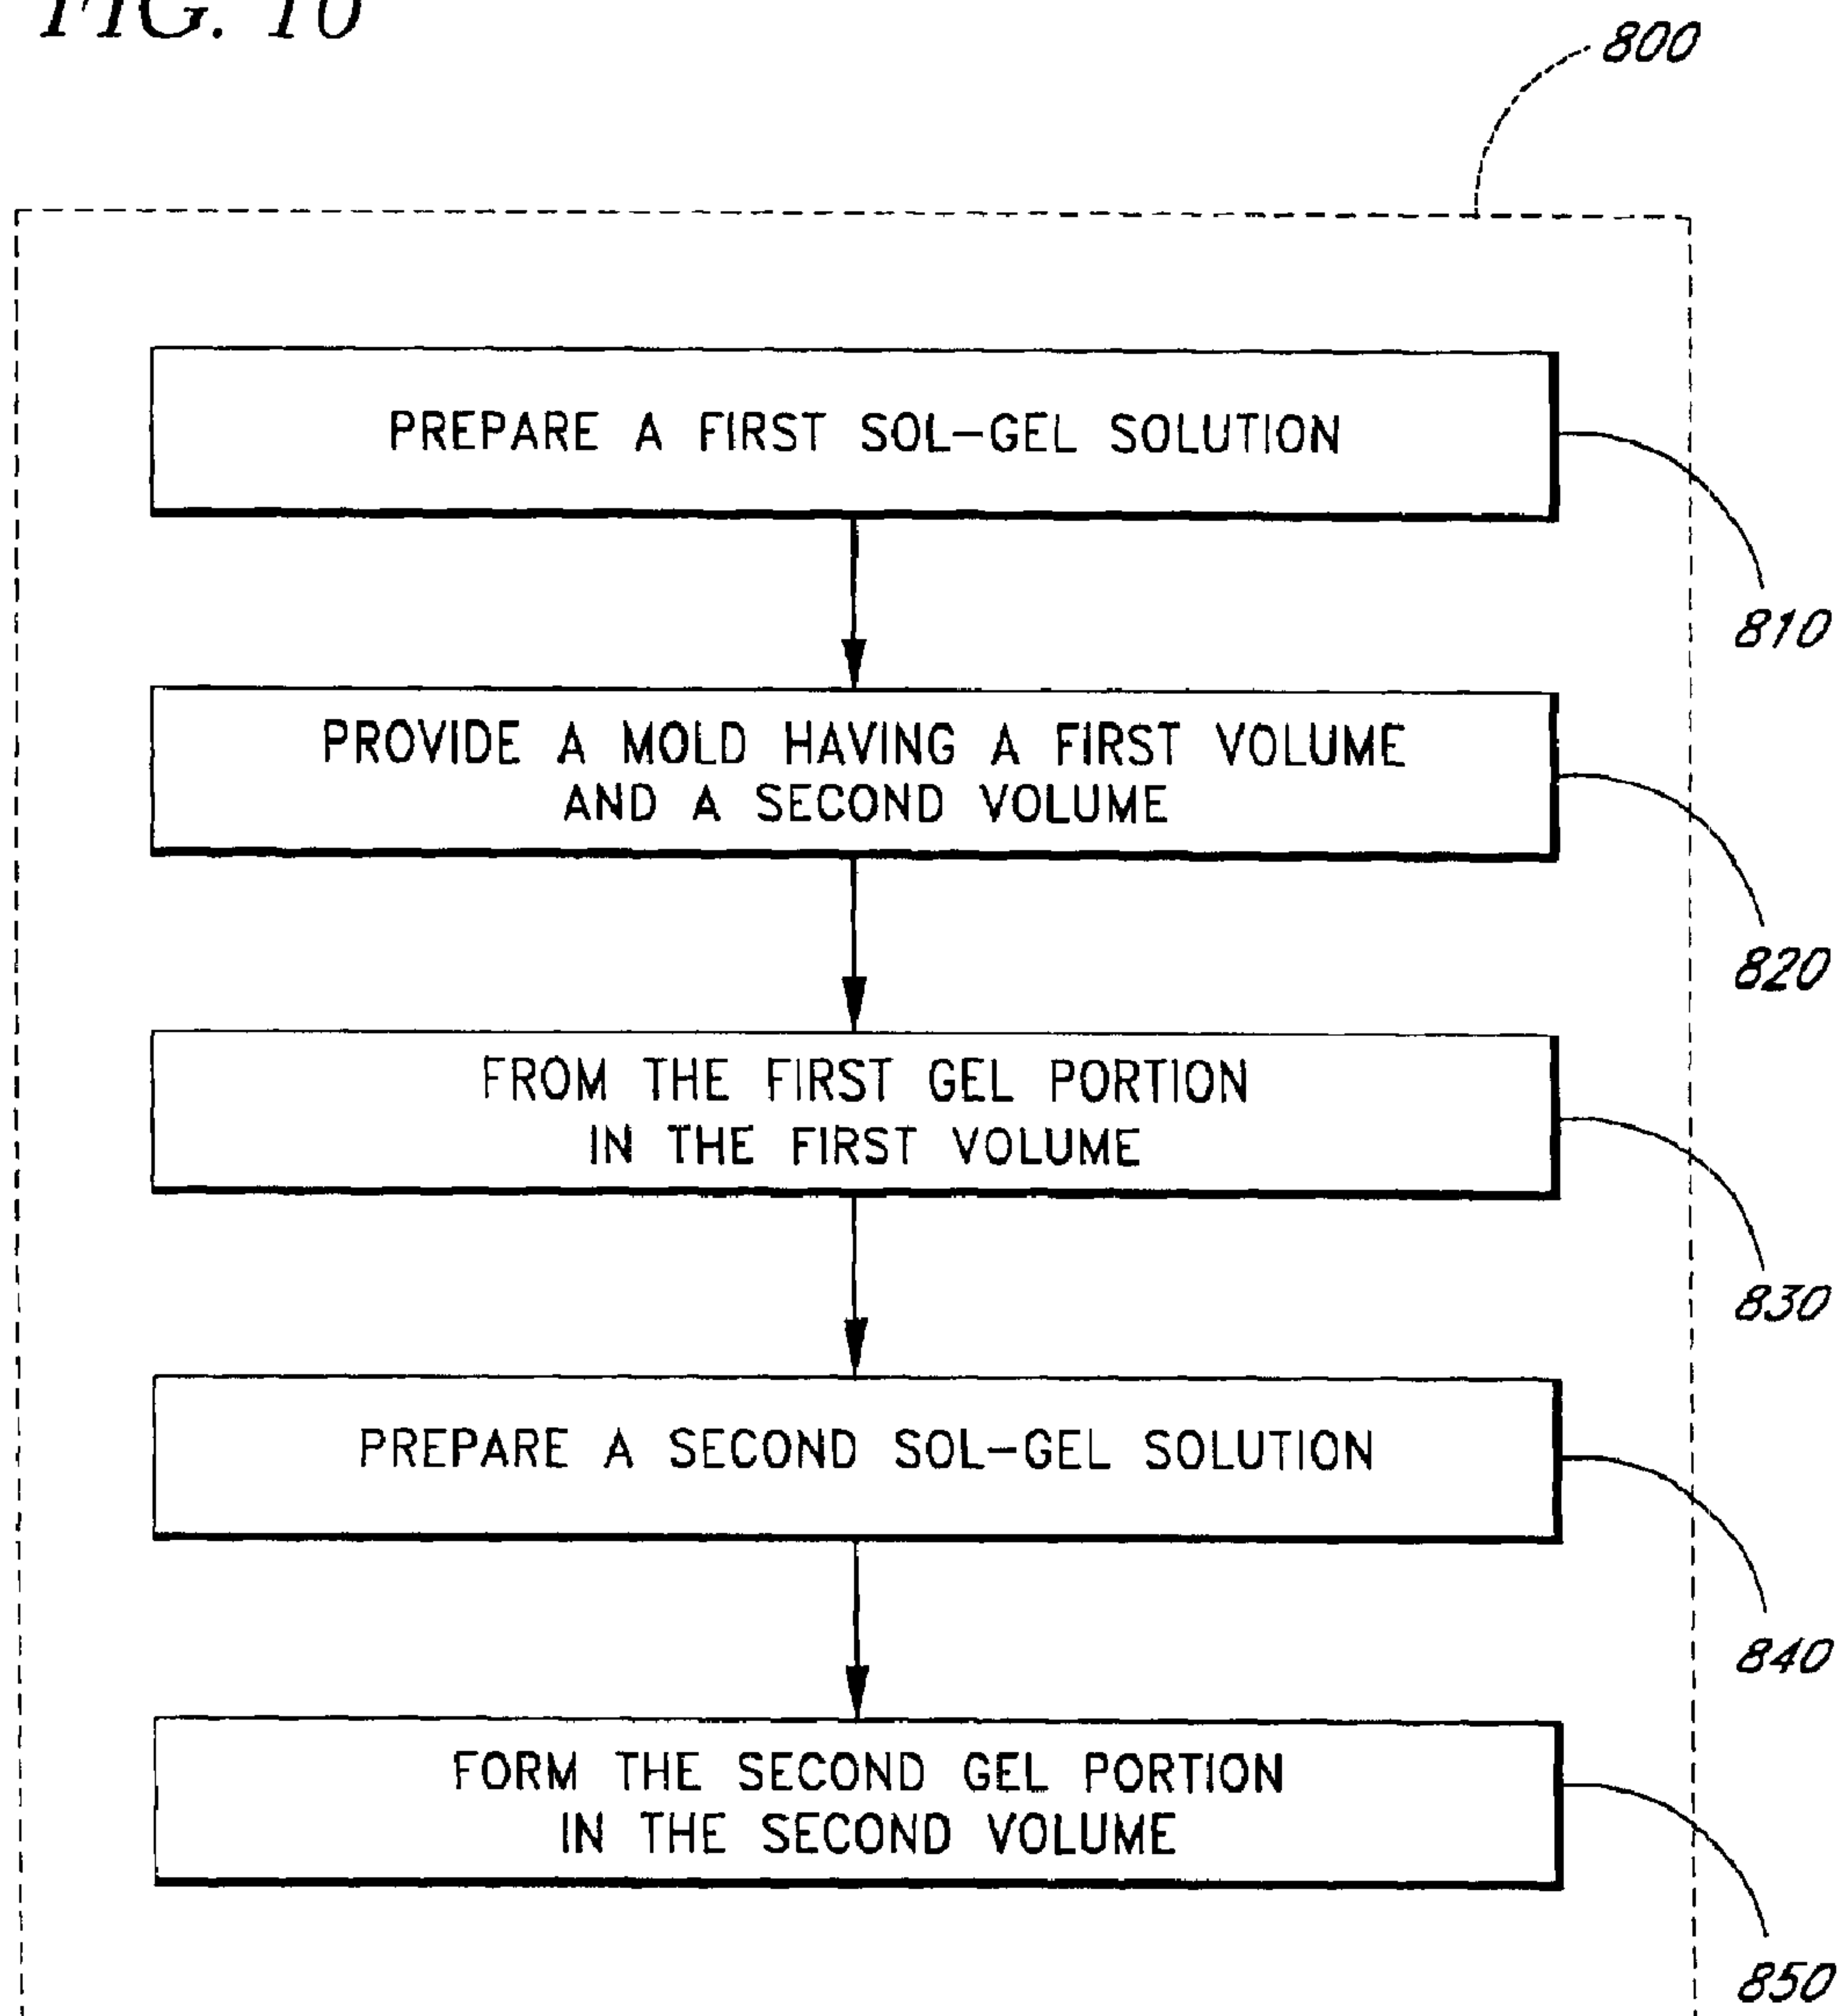 FIG. 10
800
PREPARE A FIRST SOL-GEL SOLUTION
810
PROVIDE A MOLD HAVING A FIRST VOLUME
AND A SECOND VOLUME
820
FROM THE FIRST GEL PORTION
IN THE FIRST VOLUME
830
PREPARE A SECOND SOL-GEL SOLUTION
840
FORM THE SECOND GEL PORTION
IN THE SECOND VOLUME
850